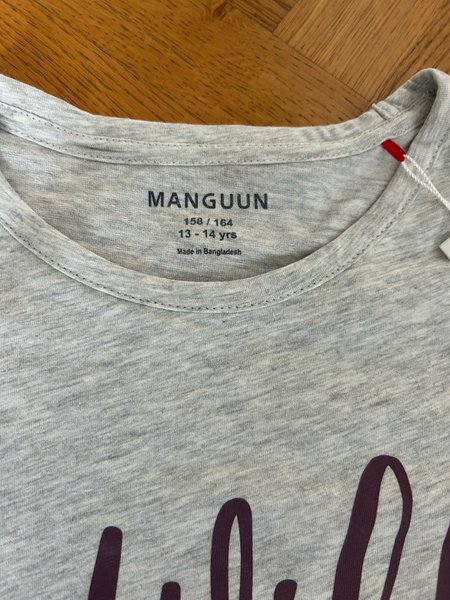 MANGUUN
158 / 164
13 - 14 yrs
Made in Bangladesh